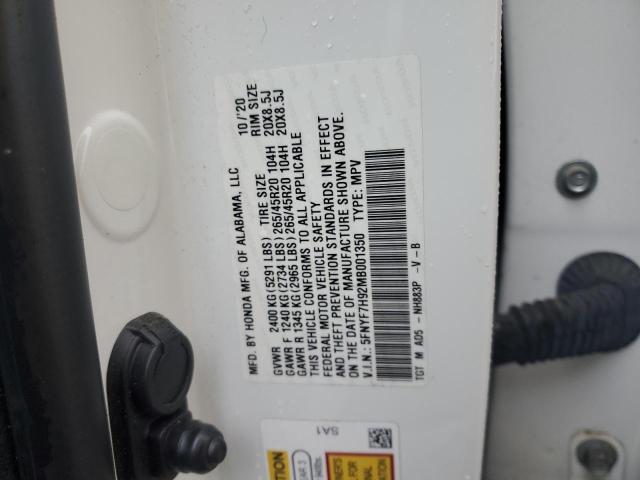 MFD. BY HONDA MFG. OF ALABAMA, LLC 10/'20
TIRE SIZE RIM SIZE
GVWR 2400 KG(5291 LBS)
GAWR F 1240 KG(2734 LBS) 265/45R20 104H 20X8.5J
GAWR R 1345 KG(2965 LBS) 265/45R20 104H 20X8.5J
THIS VEHICLE CONFORMS TO ALL APPLICABLE
FEDERAL MOTOR VEHICLE SAFETY
AND THEFT PREVENTION STANDARDS IN EFFECT
ON THE DATE OF MANUFACTURE SHOWN ABOVE.
V.I.N.: 5FNYF7H92MB001350 TYPE: MPV
TGT M A05 -NH883P -V-B
SA1